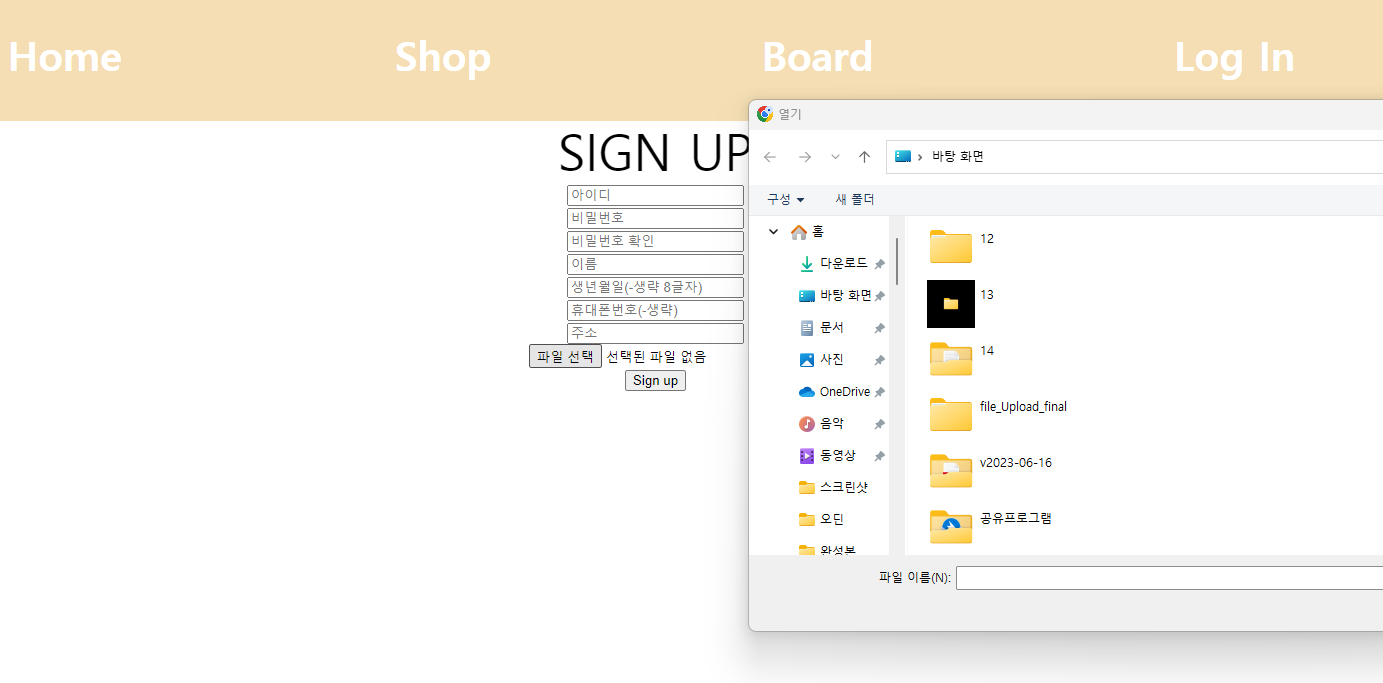 Home Shop Board Log In
열기
SIGN UP
바탕 화면
아이디
비밀번호
비밀번호 확인
이름
생년월일(-생략 8글자)
휴대폰번호(-생략)
주소
파일 선택 선택된 파일 없음
Sign up
구성 새 폴더
홈
다운로드
바탕 화면
문서
사진
OneDrive
음악
동영상
스크린샷
오딘
완성본
12
13
14
file_Upload_final
v2023-06-16
공유프로그램
파일 이름(N):